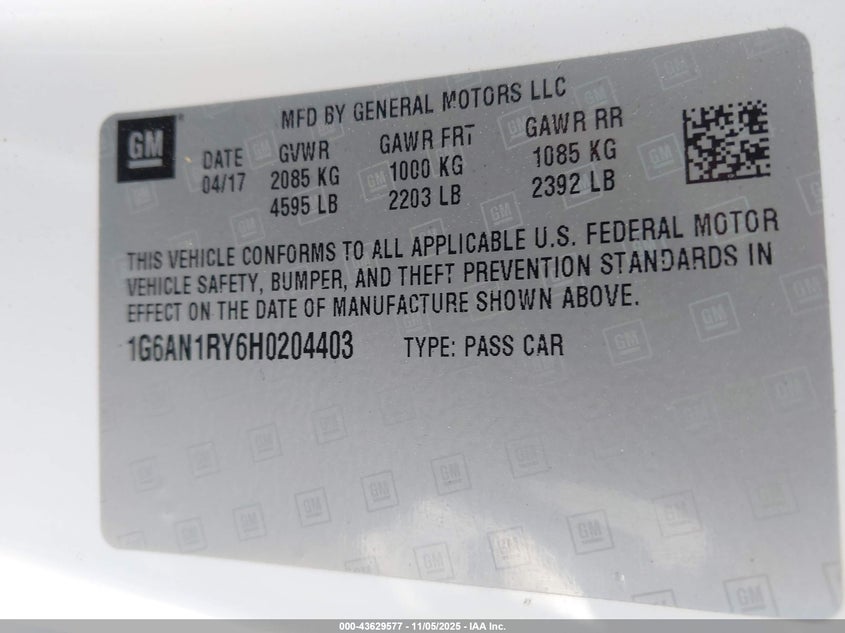 MFD BY GENERAL MOTORS LLC
GM
DATE GVWR GAWR FRT GAWR RR
04/17 2085 KG 1000 KG 1085 KG
4595 LB 2203 LB 2392 LB
THIS VEHICLE CONFORMS TO ALL APPLICABLE U.S. FEDERAL MOTOR
VEHICLE SAFETY, BUMPER, AND THEFT PREVENTION STANDARDS IN
EFFECT ON THE DATE OF MANUFACTURE SHOWN ABOVE.
1G6AN1RY6H0204403 TYPE: PASS CAR
000-43629577 - 11/05/2025 - IAA Inc.